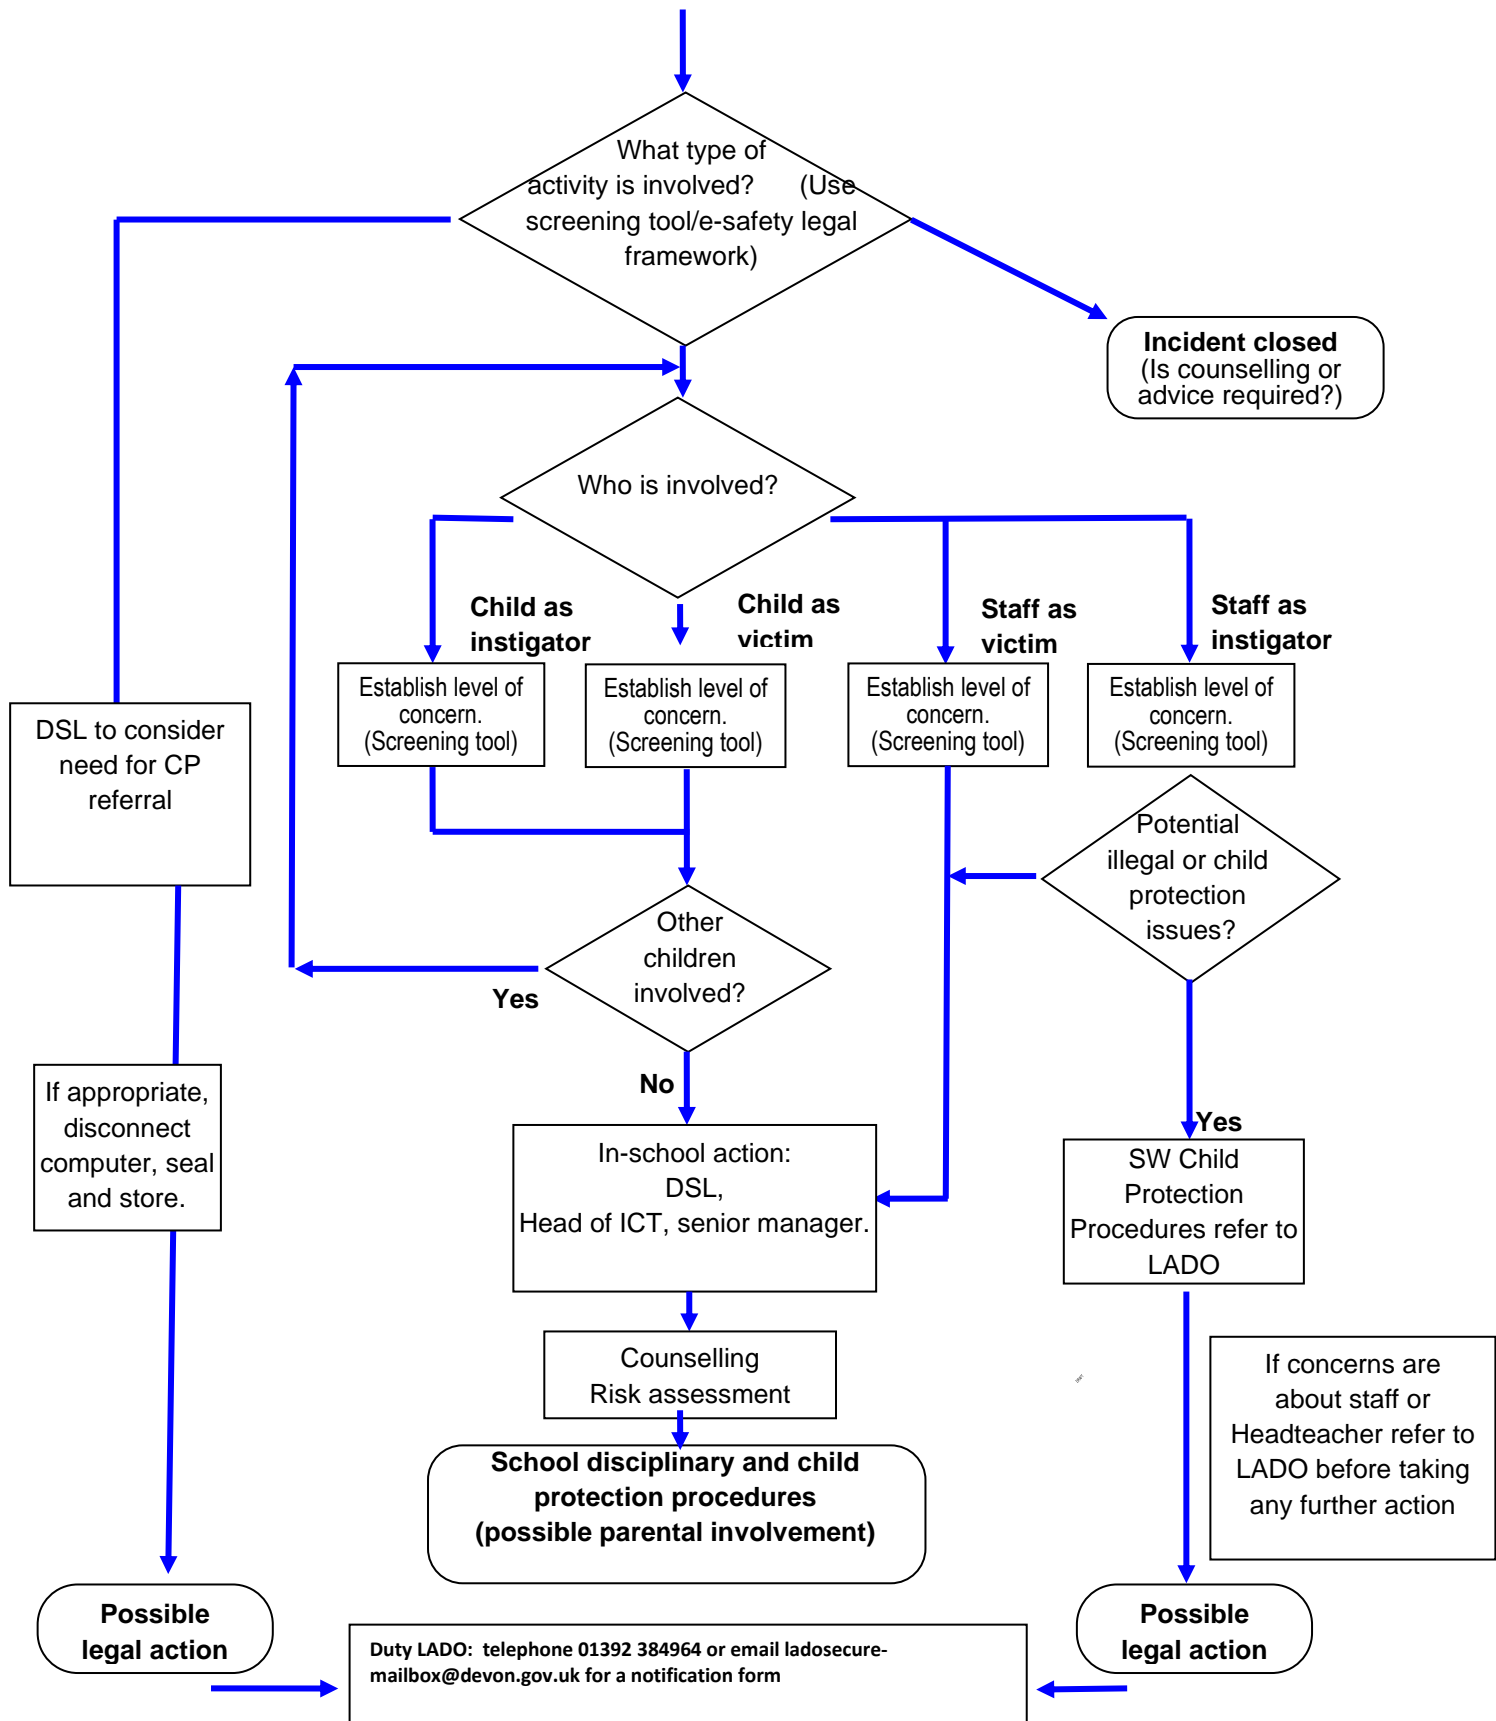 What type of
activity is involved? (Use
screening tool/e-safety legal
framework)
Incident closed
(Is counselling or
advice required?)
Who is involved?
Child as
instigator
Child as
victim
Staff as
victim
Staff as
instigator
Establish level of
concern.
(Screening tool)
Establish level of
concern.
(Screening tool)
Establish level of
concern.
(Screening tool)
Establish level of
concern.
(Screening tool)
DSL to consider
need for CP
referral
Potential
illegal or child
protection
issues?
Other
children
involved?
Yes
No
If appropriate,
disconnect
computer, seal
and store.
Yes
In-school action:
DSL,
Head of ICT, senior manager.
SW Child
Protection
Procedures refer to
LADO
Counselling
Risk assessment
If concerns are
about staff or
Headteacher refer to
LADO before taking
any further action
School disciplinary and child
protection procedures
(possible parental involvement)
Possible
legal action
Possible
legal action
Duty LADO: telephone 01392 384964 or email ladosecure-
mailbox@devon.gov.uk for a notification form